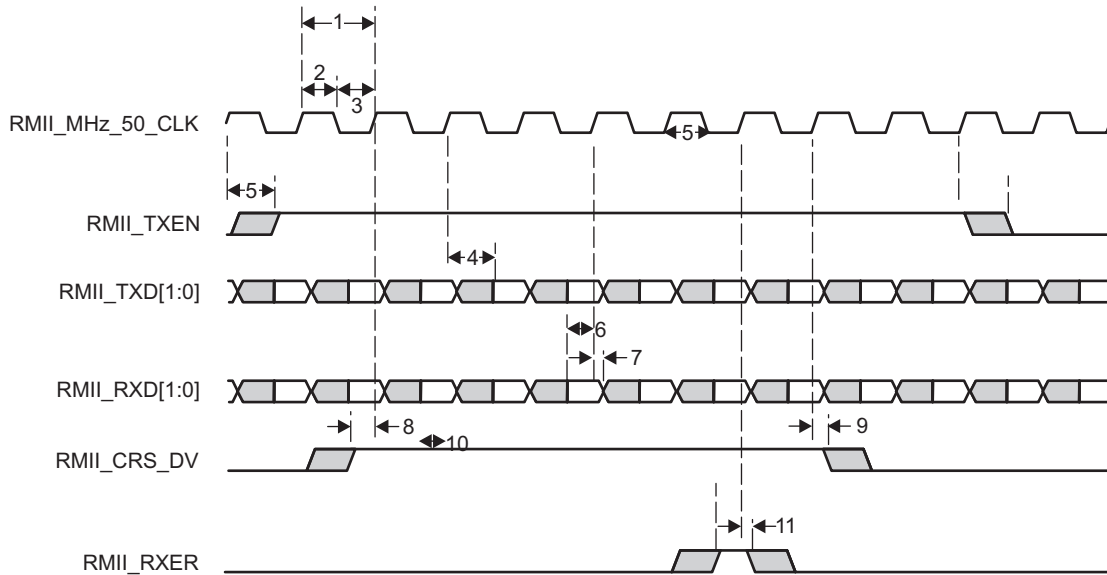 1
2
3
RMII_MHz_50_CLK
5
5
RMII_TXEN
4
RMII_TXD[1:0]
6
7
RMII_RXD[1:0]
8
9
10
RMII_CRS_DV
11
RMII_RXER